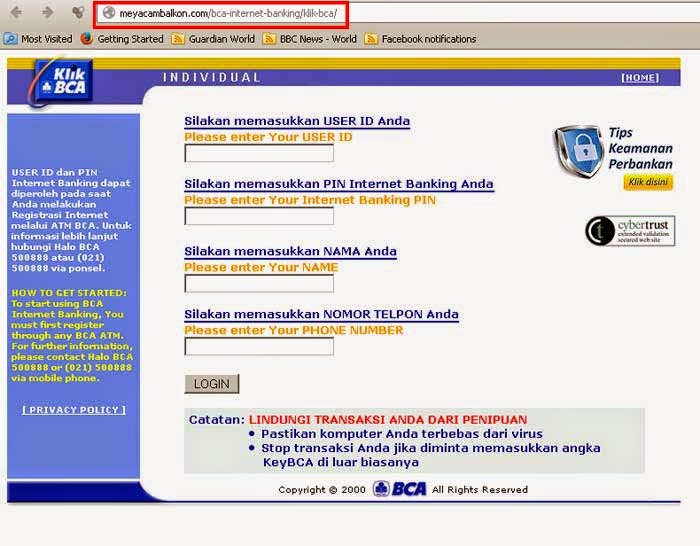 meyacambalkon.com/bca-internet-banking/klik-bca/
Most Visited Getting Started Guardian World BBC News - World Facebook notifications
Klik
BCA
INDIVIDUAL
[HOME]
Silakan memasukkan USER ID Anda
Please enter Your USER ID
Silakan memasukkan PIN Internet Banking Anda
Please enter Your Internet Banking PIN
Silakan memasukkan NAMA Anda
Please enter Your NAME
Silakan memasukkan NOMOR TELPON Anda
Please enter Your PHONE NUMBER
LOGIN
USER ID dan PIN
Internet Banking dapat
diperoleh pada saat
Anda melakukan
Registrasi Internet
melalui ATM BCA. Untuk
informasi lebih lanjut
hubungi Halo BCA
500888 atau (021)
500888 via ponsel.
HOW TO GET STARTED:
To start using BCA
Internet Banking, You
must first register
through any BCA ATM.
For further information,
please contact Halo BCA
500888 or (021) 500888
via mobile phone.
[ PRIVACY POLICY ]
Tips
Keamanan
Perbankan
Klik disini
cybertrust
extended validation
secured web site
Catatan: LINDUNGI TRANSAKSI ANDA DARI PENIPUAN
• Pastikan komputer Anda terbebas dari virus
• Stop transaksi Anda jika diminta memasukkan angka
KeyBCA di luar biasanya
Copyright © 2000 BCA All Rights Reserved